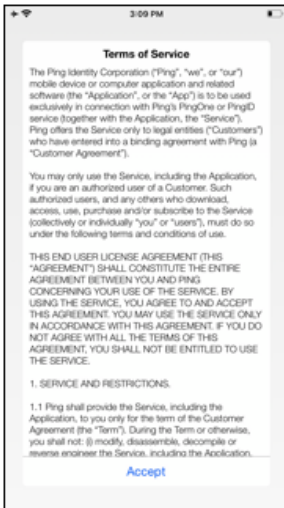 3:09 PM
Terms of Service
The Ping Identity Corporation ("Ping", "we", or "our")
mobile device or computer application and related
software (the "Application", or the "App") is to be used
exclusively in connection with Ping's PingOne or PingID
service (together with the Application, the "Service").
Ping offers the Service only to legal entities ("Customers")
who have entered into a binding agreement with Ping (a
"Customer Agreement").
You may only use the Service, including the Application,
if you are an authorized user of a Customer. Such
authorized users, and any others who download,
access, use, purchase and/or subscribe to the Service
(collectively or individually "you" or "users"), must do so
under the following terms and conditions of use.
THIS END USER LICENSE AGREEMENT (THIS
"AGREEMENT") SHALL CONSTITUTE THE ENTIRE
AGREEMENT BETWEEN YOU AND PING
CONCERNING YOUR USE OF THE SERVICE. BY
USING THE SERVICE, YOU AGREE TO AND ACCEPT
THIS AGREEMENT. YOU MAY USE THE SERVICE ONLY
IN ACCORDANCE WITH THIS AGREEMENT. IF YOU DO
NOT AGREE WITH ALL THE TERMS OF THIS
AGREEMENT, YOU SHALL NOT BE ENTITLED TO USE
THE SERVICE.
1. SERVICE AND RESTRICTIONS.
1.1 Ping shall provide the Service, including the
Application, to you only for the term of the Customer
Agreement (the "Term"). During the Term or otherwise,
you shall not: (i) modify, disassemble, decompile or
reverse engineer the Service, including the Application,
Accept